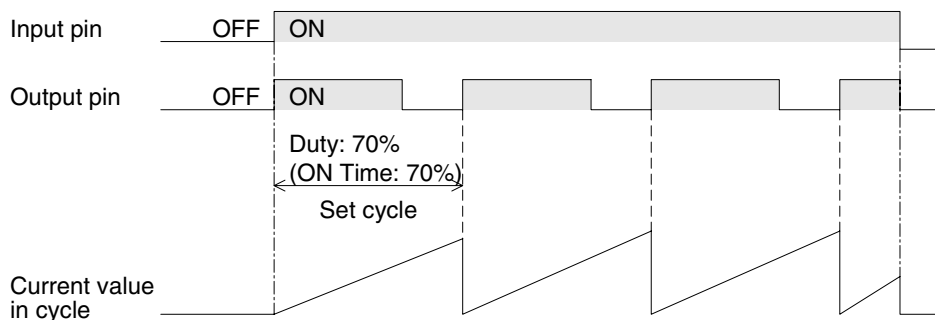 Input pin OFF ON
Output pin OFF ON
Duty: 70%
(ON Time: 70%)
Set cycle
Current value
in cycle